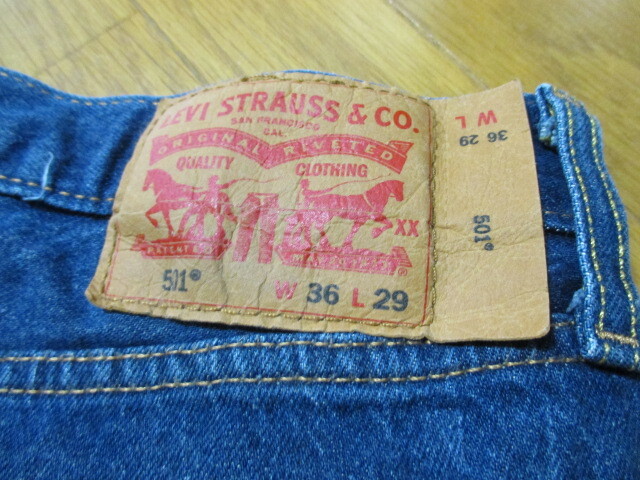 LEVI STRAUSS & CO.
SAN FRANCISCO
CAL.
ORIGINAL RIVETED
QUALITY CLOTHING
XX
501®
W 36 L 29
W L
36 29
501®